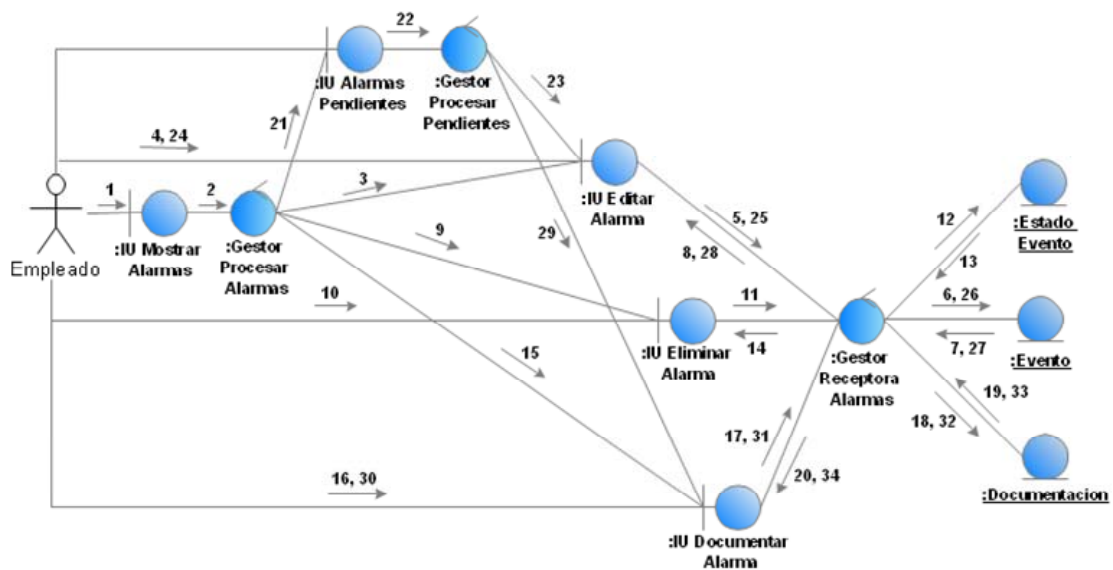 22
:IU Alarmas
Pendientes
:Gestor
Procesar
Pendientes
23
21
4, 24
1
2
3
:IU Editar
Alarma
Empleado
:IU Mostrar
Alarmas
:Gestor
Procesar
Alarmas
9
29
5, 25
8, 28
12
13
:Estado
Evento
10
11
14
:IU Eliminar
Alarma
:Gestor
Receptora
Alarmas
6, 26
7, 27
:Evento
15
19, 33
18, 32
17, 31
20, 34
:Documentacion
16, 30
:IU Documentar
Alarma